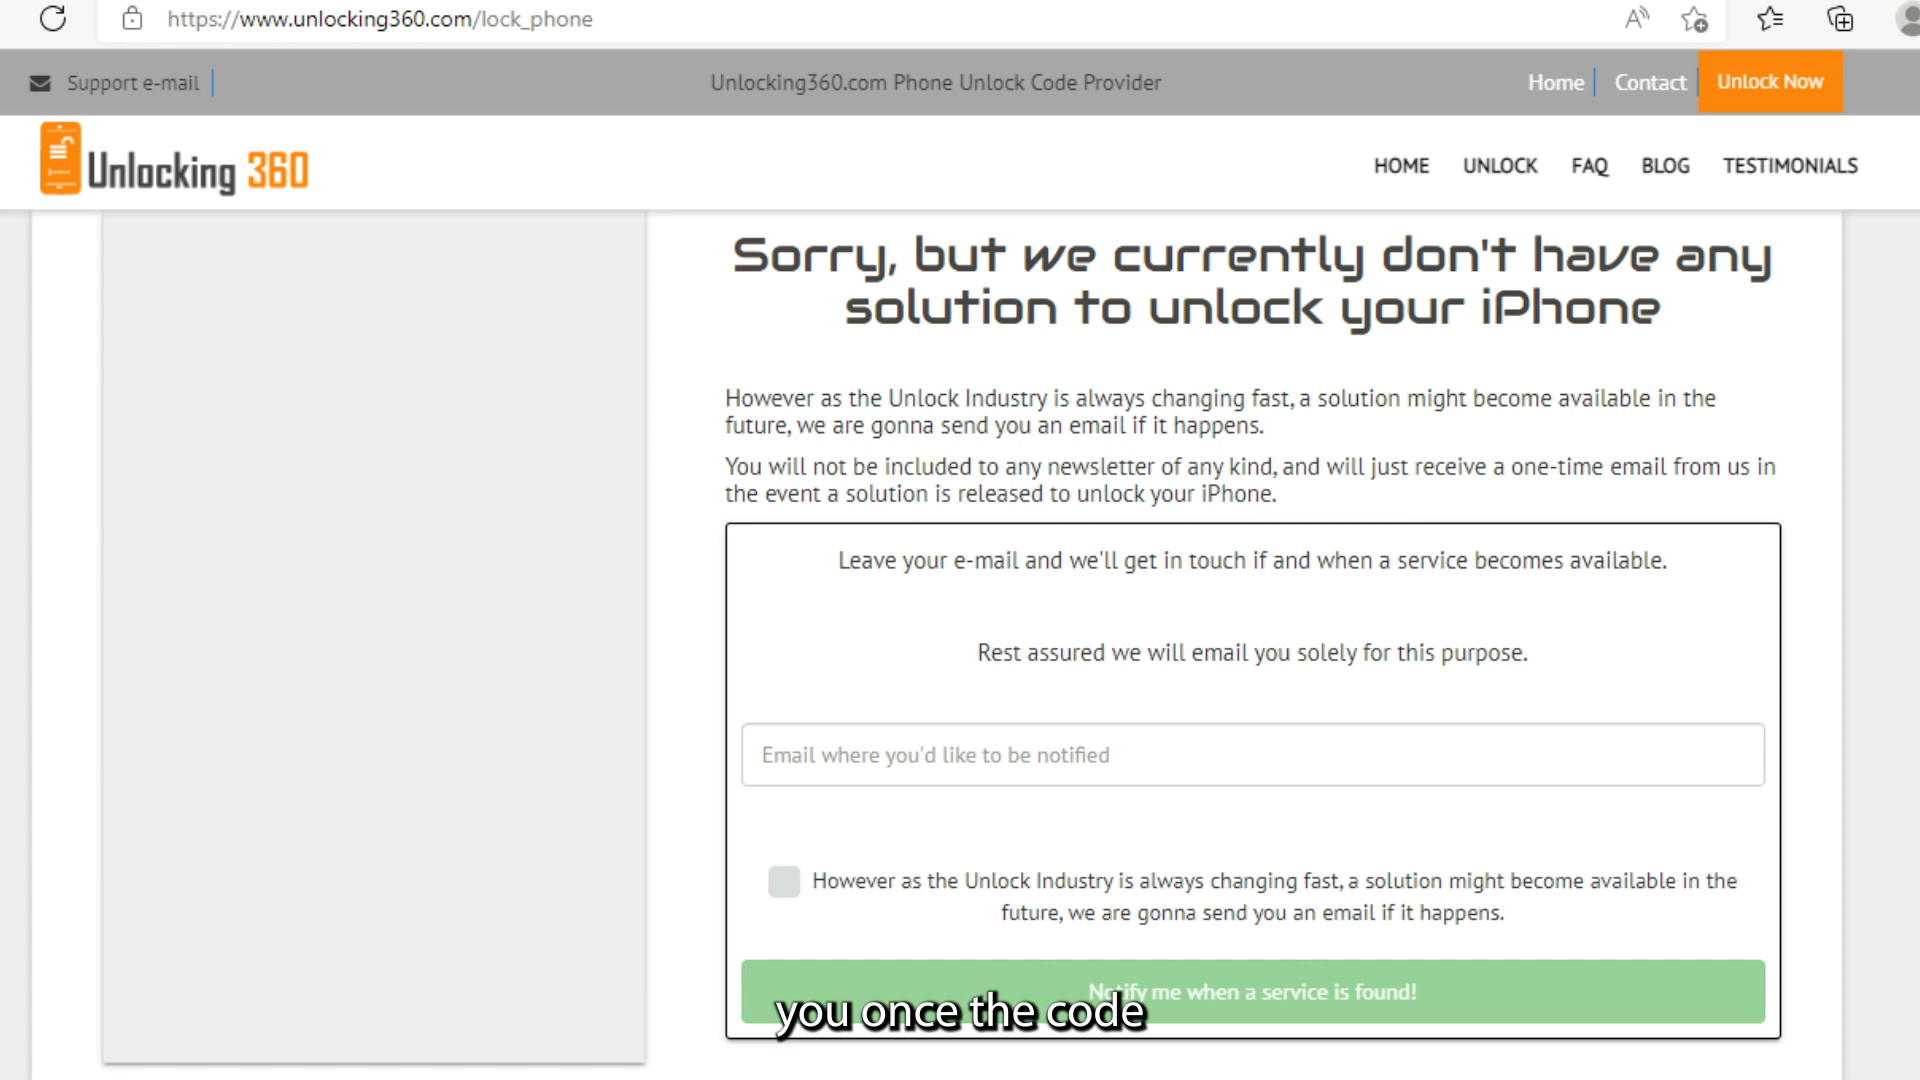 https://www.unlocking360.com/lock_phone
Support e-mail
Unlocking360.com Phone Unlock Code Provider
Home
Contact
Unlock Now
Unlocking 360
HOME
UNLOCK
FAQ
BLOG
TESTIMONIALS
Sorry, but we currently don't have any
solution to unlock your iPhone
However as the Unlock Industry is always changing fast, a solution might become available in the
future, we are gonna send you an email if it happens.
You will not be included to any newsletter of any kind, and will just receive a one-time email from us in
the event a solution is released to unlock your iPhone.
Leave your e-mail and we'll get in touch if and when a service becomes available.
Rest assured we will email you solely for this purpose.
Email where you'd like to be notified
However as the Unlock Industry is always changing fast, a solution might become available in the
future, we are gonna send you an email if it happens.
Notify me when a service is found!
you once the code